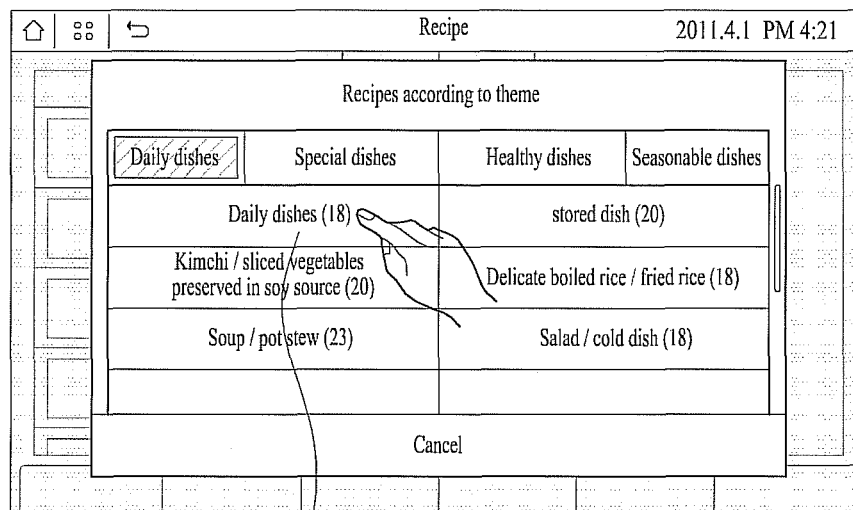 Recipe
2011.4.1 PM 4:21
Recipes according to theme
Daily dishes
Special dishes
Healthy dishes
Seasonable dishes
Daily dishes (18)
stored dish (20)
Kimchi / sliced vegetables
preserved in soy source (20)
Delicate boiled rice / fried rice (18)
Soup / pot stew (23)
Salad / cold dish (18)
Cancel